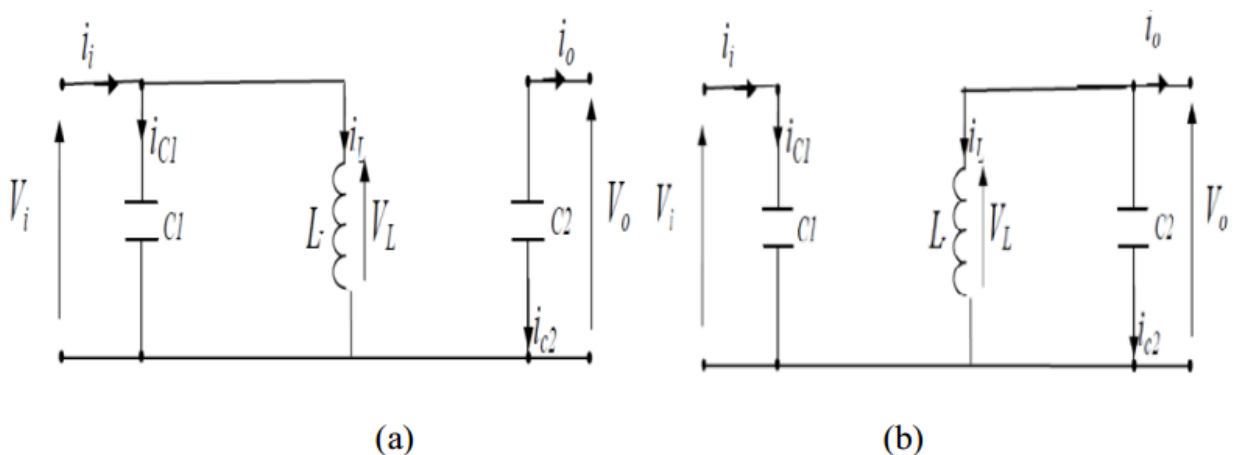 i_i
i_o
i_C1
i_L
V_i
C1
L
V_L
C2
V_o
i_c2
(a)
i_i
i_o
i_C1
i_L
V_i
C1
L
V_L
C2
V_o
i_c2
(b)